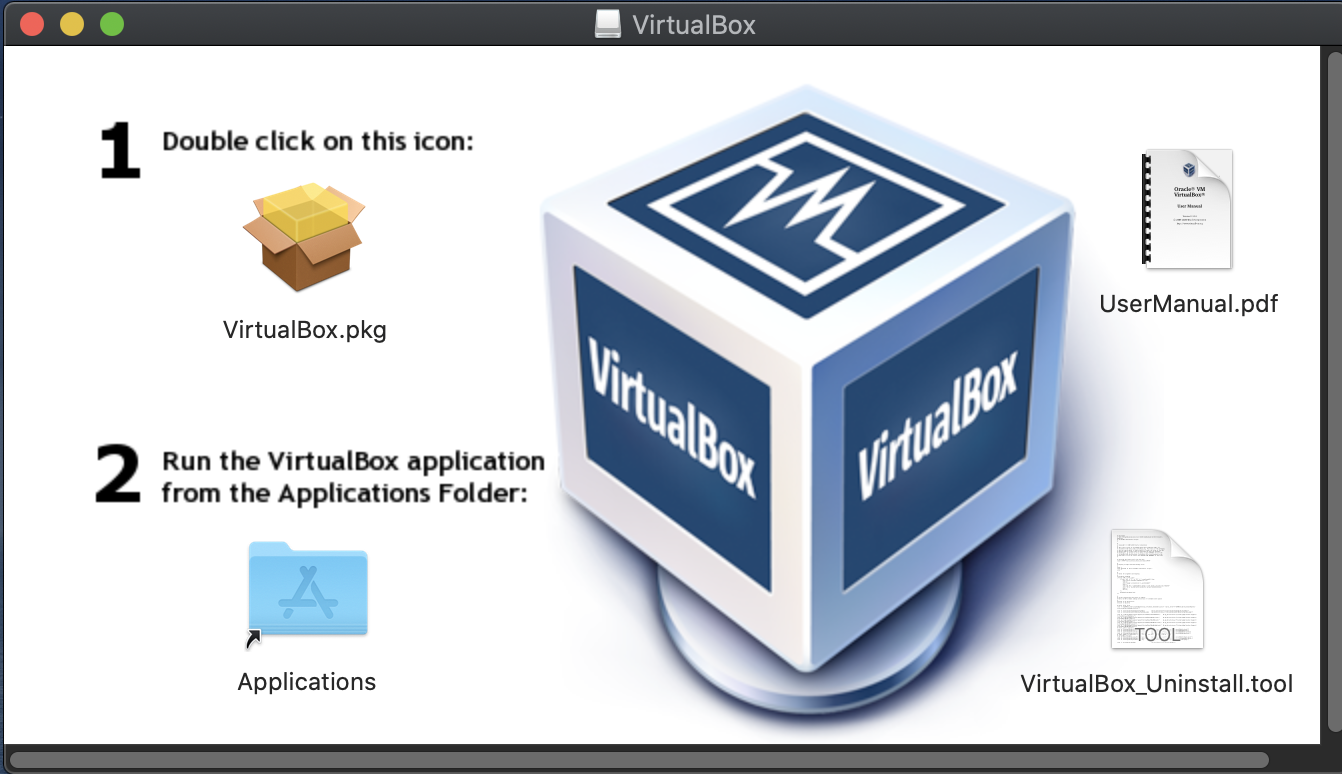 VirtualBox
1 Double click on this icon:
VirtualBox.pkg
2 Run the VirtualBox application
from the Applications Folder:
Applications
VirtualBox
VirtualBox
Oracle® VM
VirtualBox®
User Manual
UserManual.pdf
TOOL
VirtualBox_Uninstall.tool